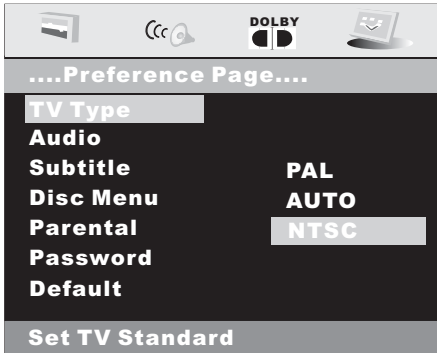 DOLBY
....Preference Page....
TV Type
Audio
Subtitle
PAL
Disc Menu
AUTO
Parental
NTSC
Password
Default
Set TV Standard